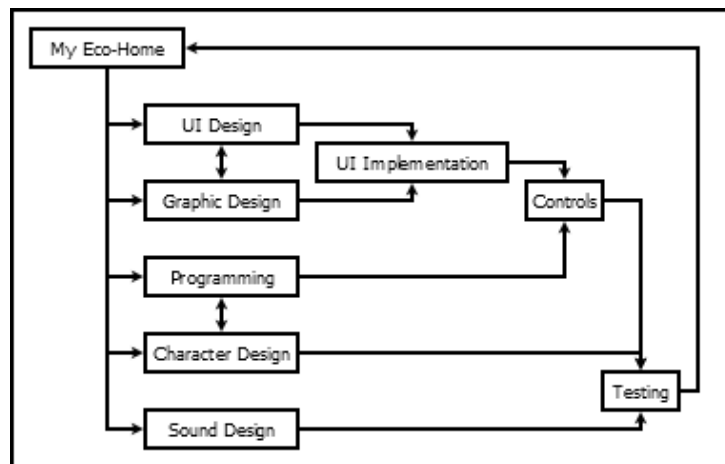 My Eco-Home
UI Design
UI Implementation
Graphic Design
Controls
Programming
Character Design
Testing
Sound Design